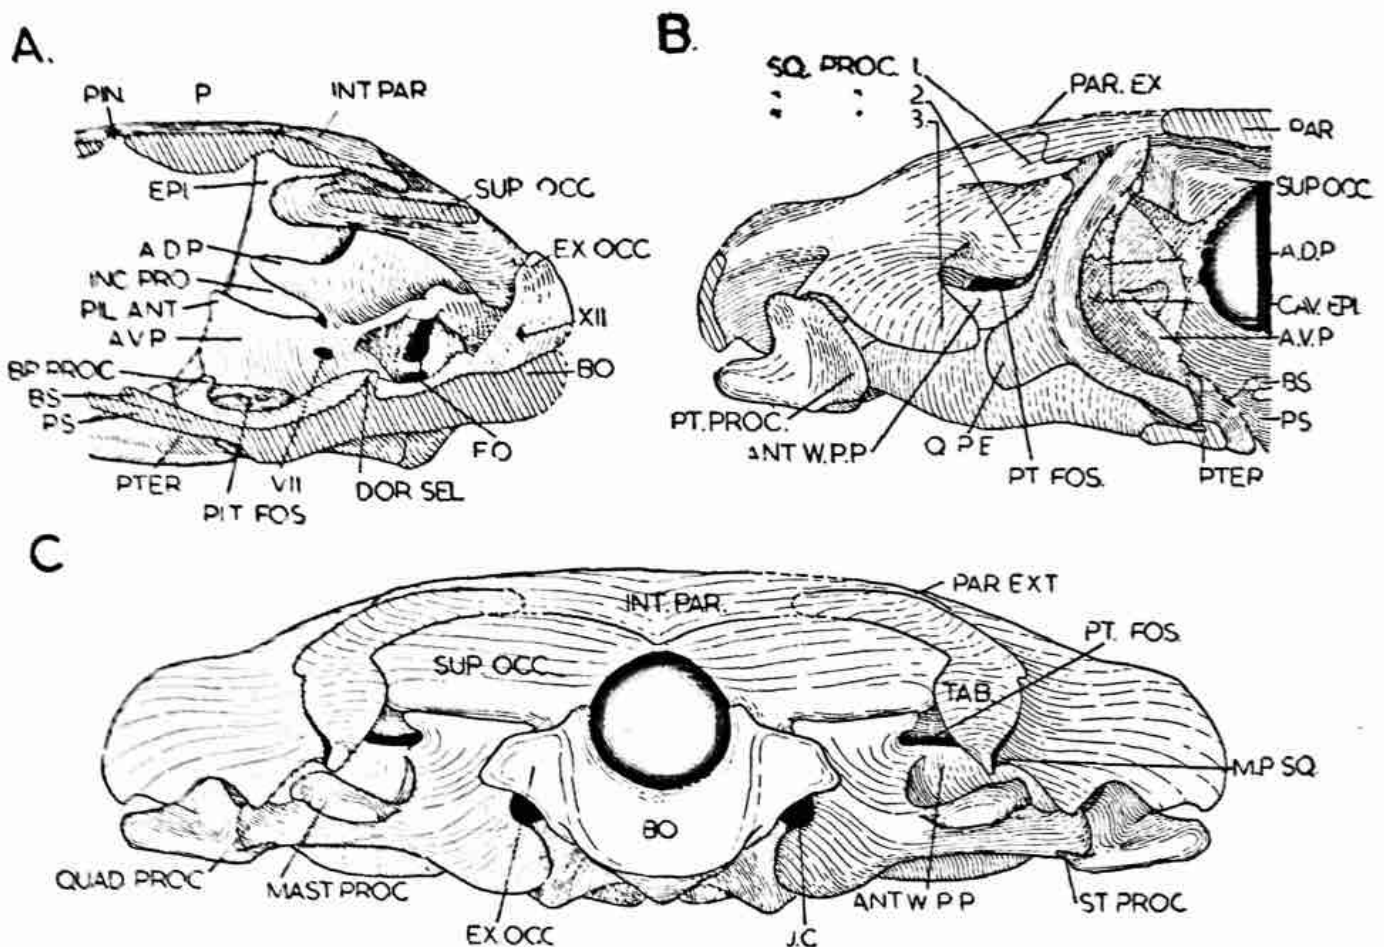 A.
PIN P INT PAR
EPI
SUP OCC
A D P
EX OCC
INC PRO
PIL ANT
XII
A V P
BP PROC
BO
BS
PS
FO
PTER
VII
DOR SEL
PIT FOS
B.
SQ. PROC. 1.
" " 2.
" " 3.
PAR. EX
PAR
SUP OCC.
A.D.P
CAV. EPI.
A.V.P
BS
PS
PT. PROC.
ANT W.P.P
Q P E
PT FOS.
PTER
C
PAR EXT
INT. PAR.
PT. FOS.
SUP OCC.
TAB.
M.P SQ.
BO
QUAD PROC
MAST PROC
ANT W P P
ST PROC
EX OCC
J.C